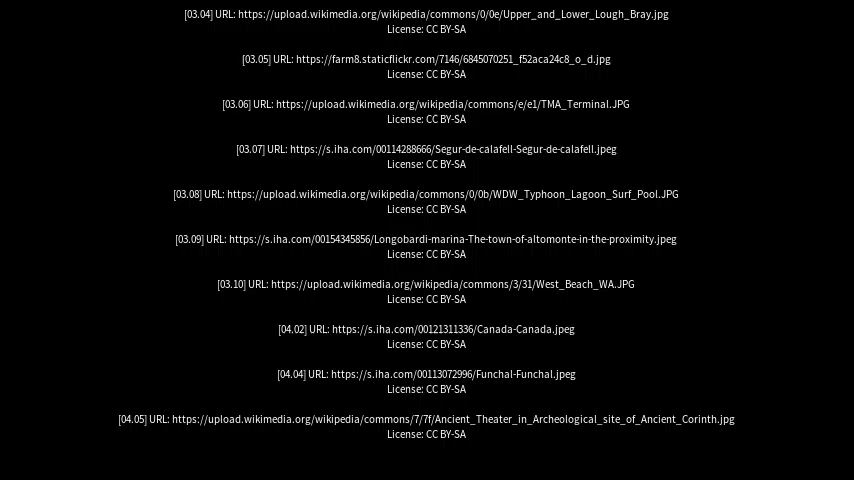 [03.04] URL: https://upload.wikimedia.org/wikipedia/commons/0/0e/Upper_and_Lower_Lough_Bray.jpg
License: CC BY-SA
[03.05] URL: https://farm8.staticflickr.com/7146/6845070251_f52aca24c8_o_d.jpg
License: CC BY-SA
[03.06] URL: https://upload.wikimedia.org/wikipedia/commons/e/e1/TMA_Terminal.JPG
License: CC BY-SA
[03.07] URL: https://s.iha.com/00114288666/Segur-de-calafell-Segur-de-calafell.jpeg
License: CC BY-SA
[03.08] URL: https://upload.wikimedia.org/wikipedia/commons/0/0b/WDW_Typhoon_Lagoon_Surf_Pool.JPG
License: CC BY-SA
[03.09] URL: https://s.iha.com/00154345856/Longobardi-marina-The-town-of-altomonte-in-the-proximity.jpeg
License: CC BY-SA
[03.10] URL: https://upload.wikimedia.org/wikipedia/commons/3/31/West_Beach_WA.JPG
License: CC BY-SA
[04.02] URL: https://s.iha.com/00121311336/Canada-Canada.jpeg
License: CC BY-SA
[04.04] URL: https://s.iha.com/00113072996/Funchal-Funchal.jpeg
License: CC BY-SA
[04.05] URL: https://upload.wikimedia.org/wikipedia/commons/7/7f/Ancient_Theater_in_Archeological_site_of_Ancient_Corinth.jpg
License: CC BY-SA